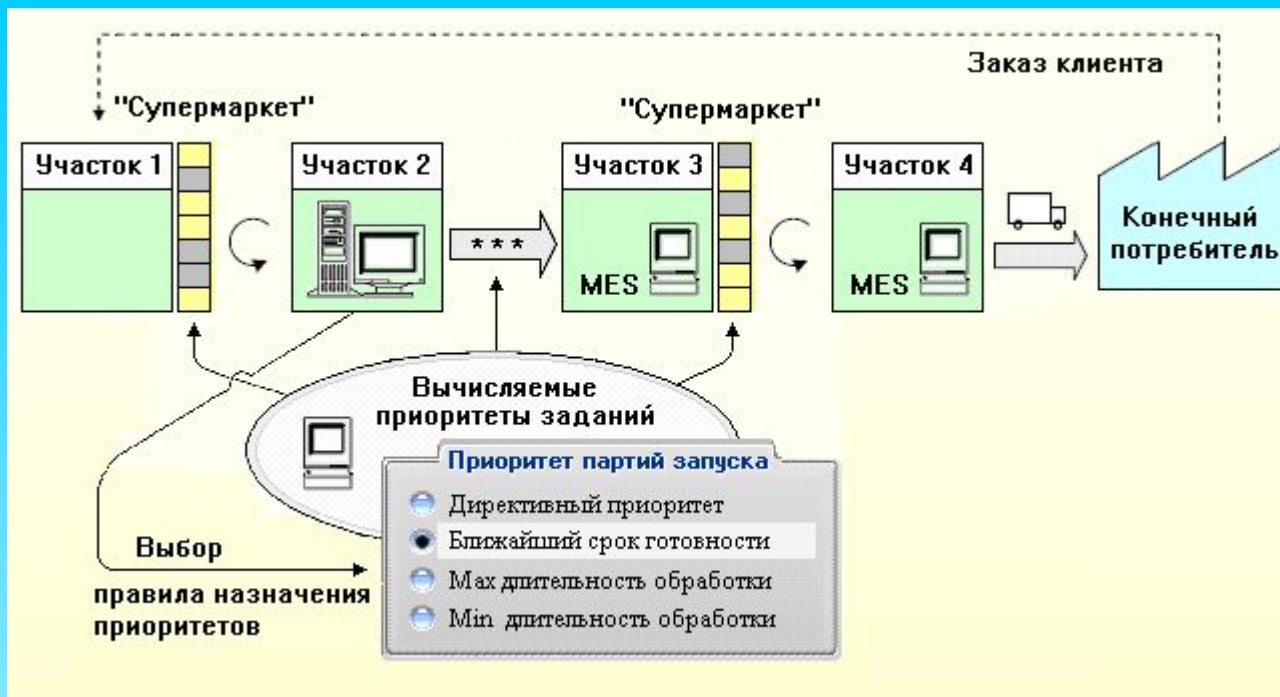 Заказ клиента
"Супермаркет"
"Супермаркет"
Участок 1
Участок 2
Участок 3
Участок 4
* * *
MES
MES
Конечный
потребитель
Вычисляемые
приоритеты заданий
Приоритет партий запуска
Директивный приоритет
Ближайший срок готовности
Max длительность обработки
Min длительность обработки
Выбор
правила назначения
приоритетов